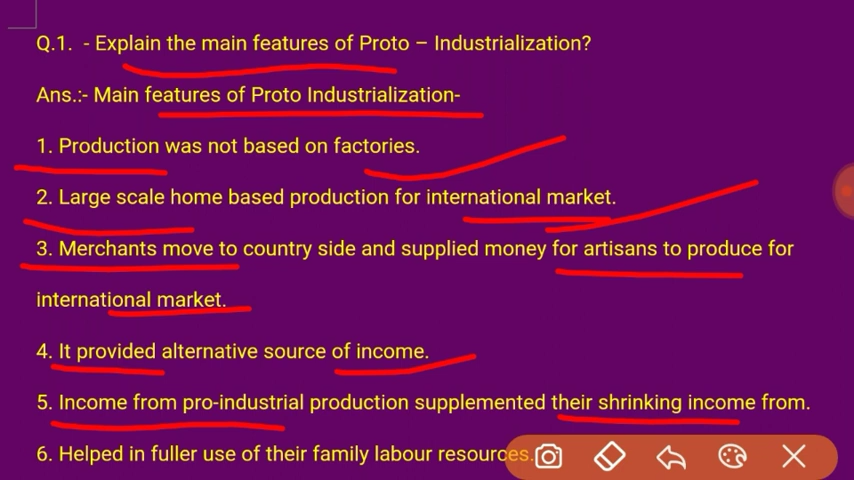 Q.1.  - Explain the main features of Proto – Industrialization?
Ans.:- Main features of Proto Industrialization-
1. Production was not based on factories.
2. Large scale home based production for international market.
3. Merchants move to country side and supplied money for artisans to produce for
international market.
4. It provided alternative source of income.
5. Income from pro-industrial production supplemented their shrinking income from.
6. Helped in fuller use of their family labour resources.